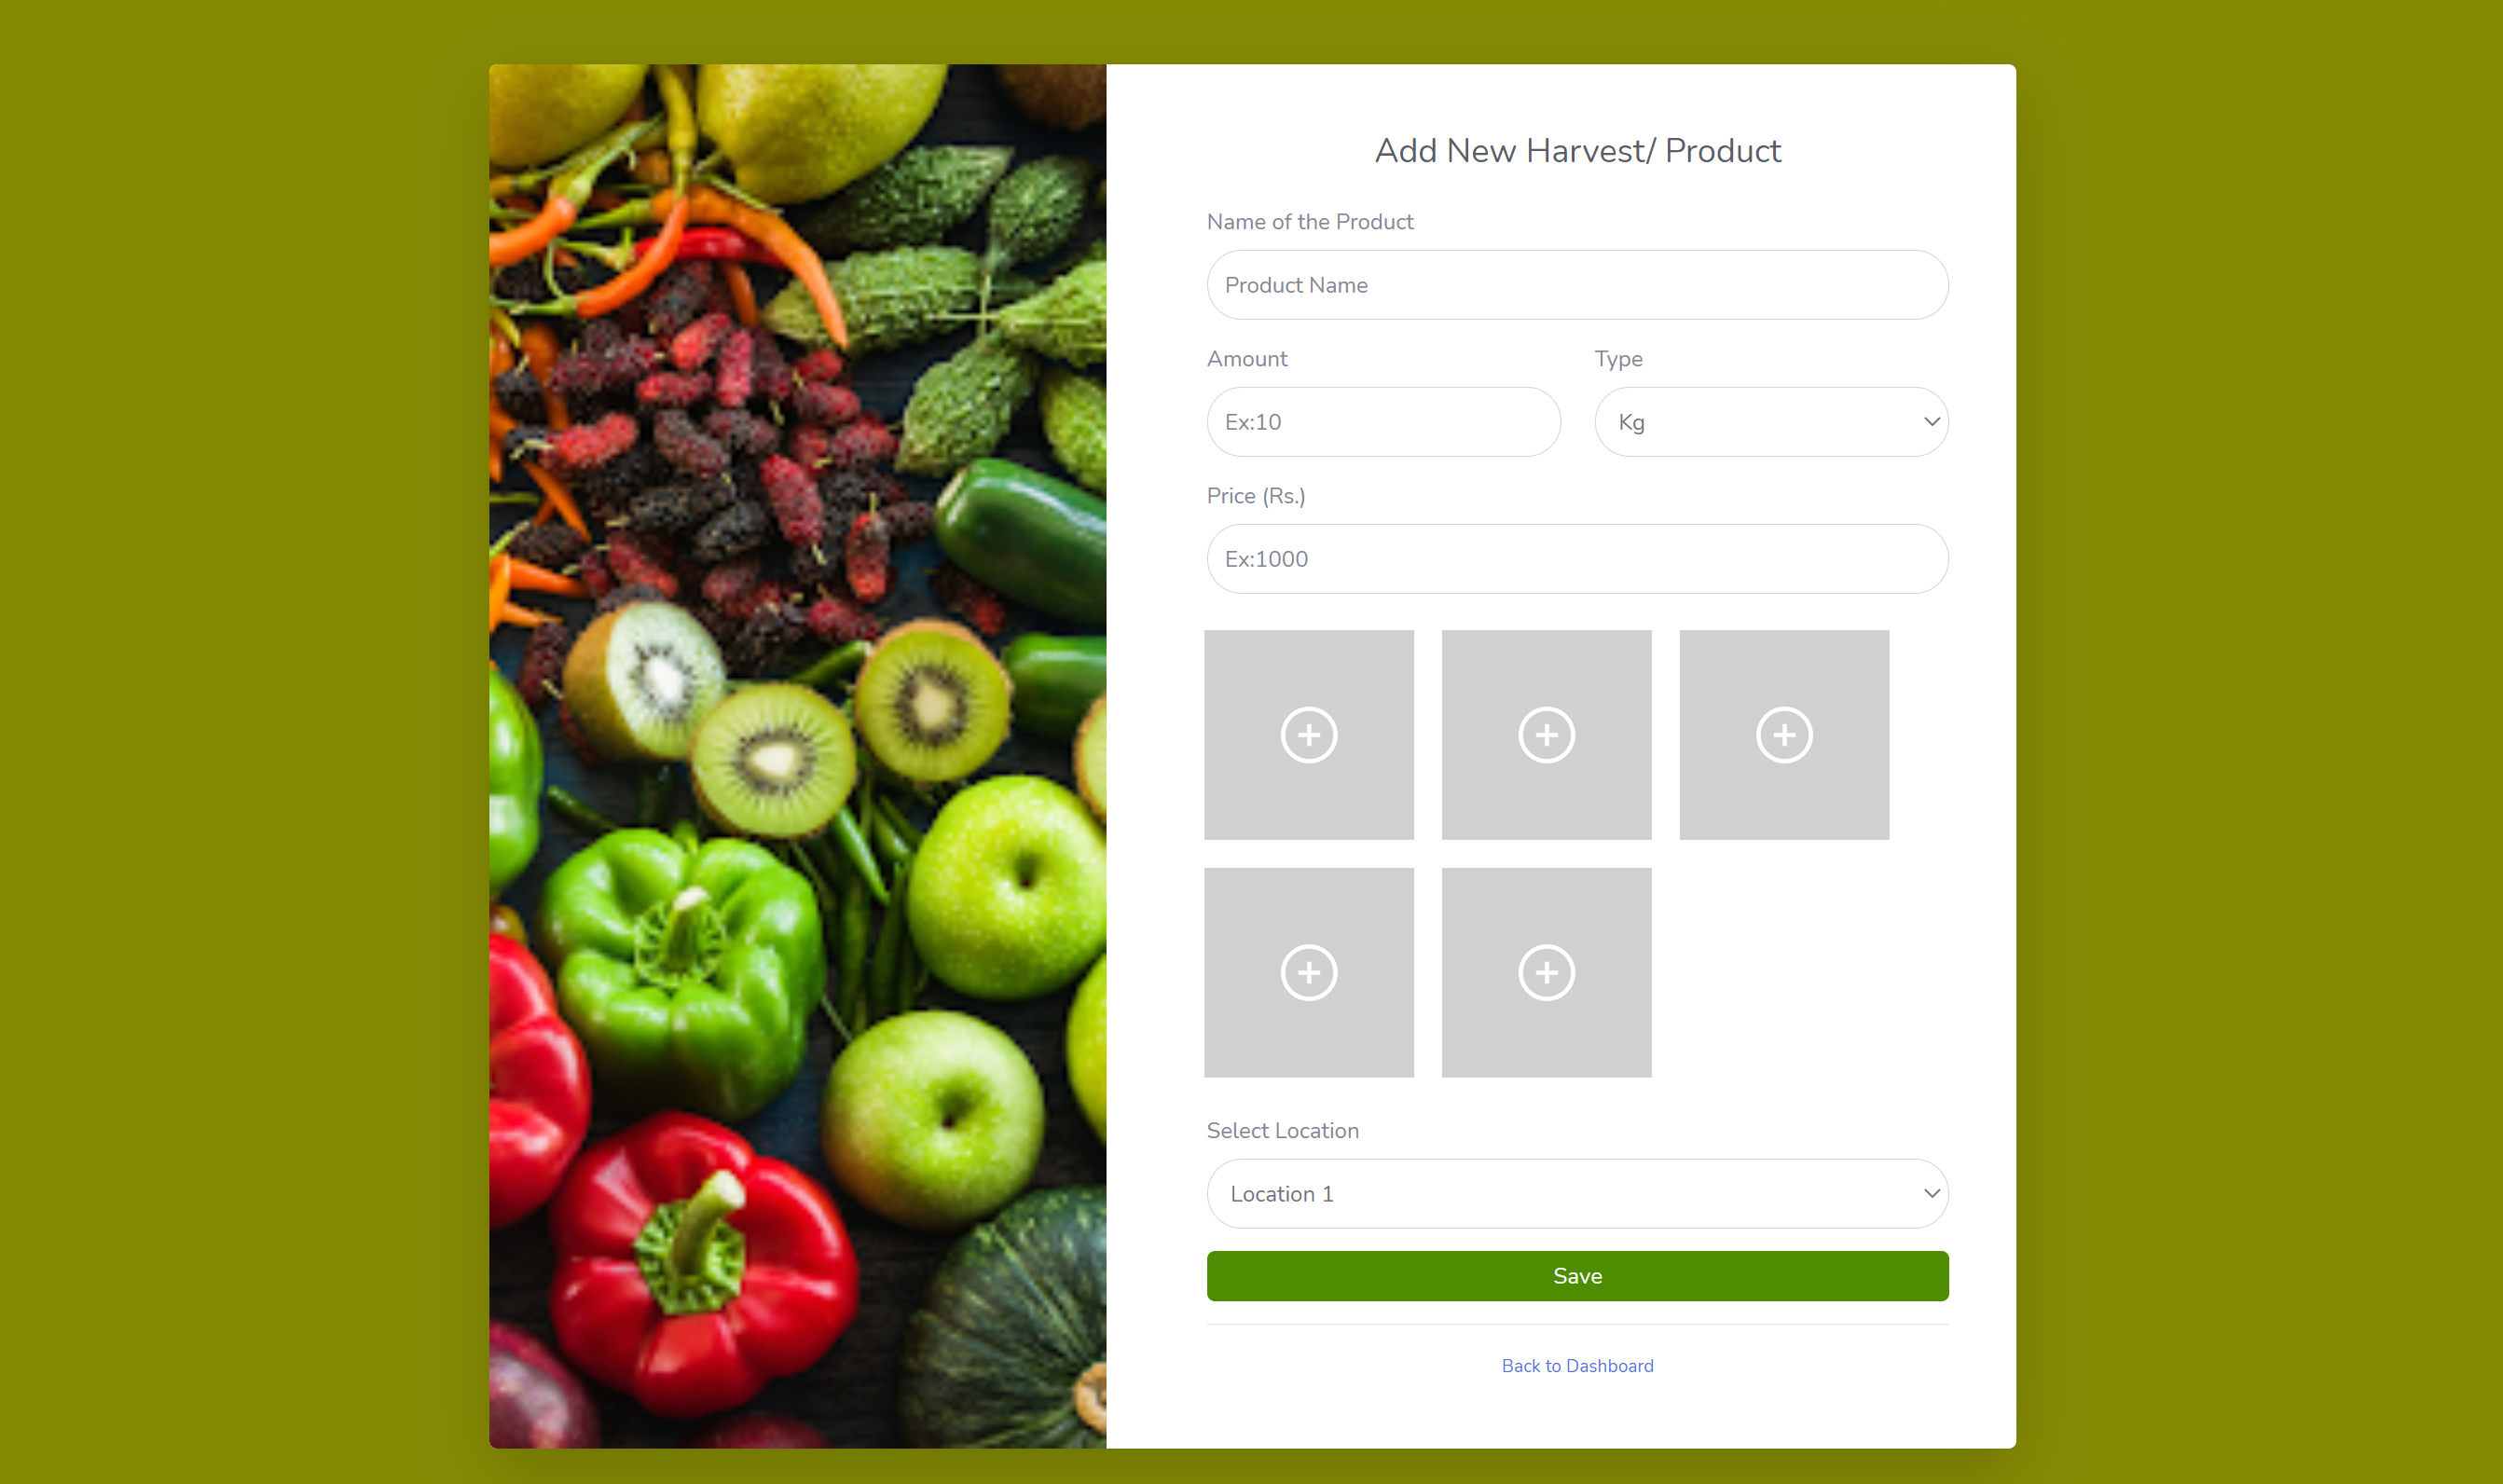 Add New Harvest/ Product
Name of the Product
Product Name
Amount
Type
Ex:10
Kg
Price (Rs.)
Ex:1000
Select Location
Location 1
Save
Back to Dashboard